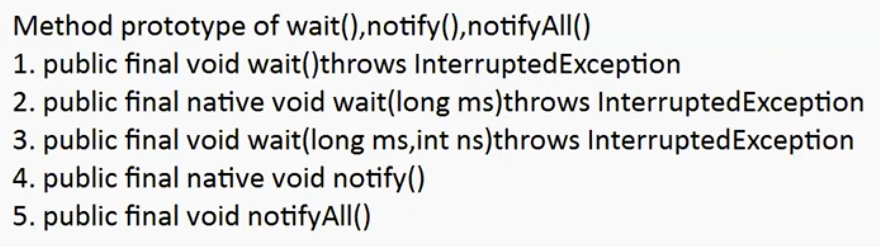 Method prototype of wait(),notify(),notifyAll()
1. public final void wait()throws InterruptedException
2. public final native void wait(long ms)throws InterruptedException
3. public final void wait(long ms,int ns)throws InterruptedException
4. public final native void notify()
5. public final void notifyAll()